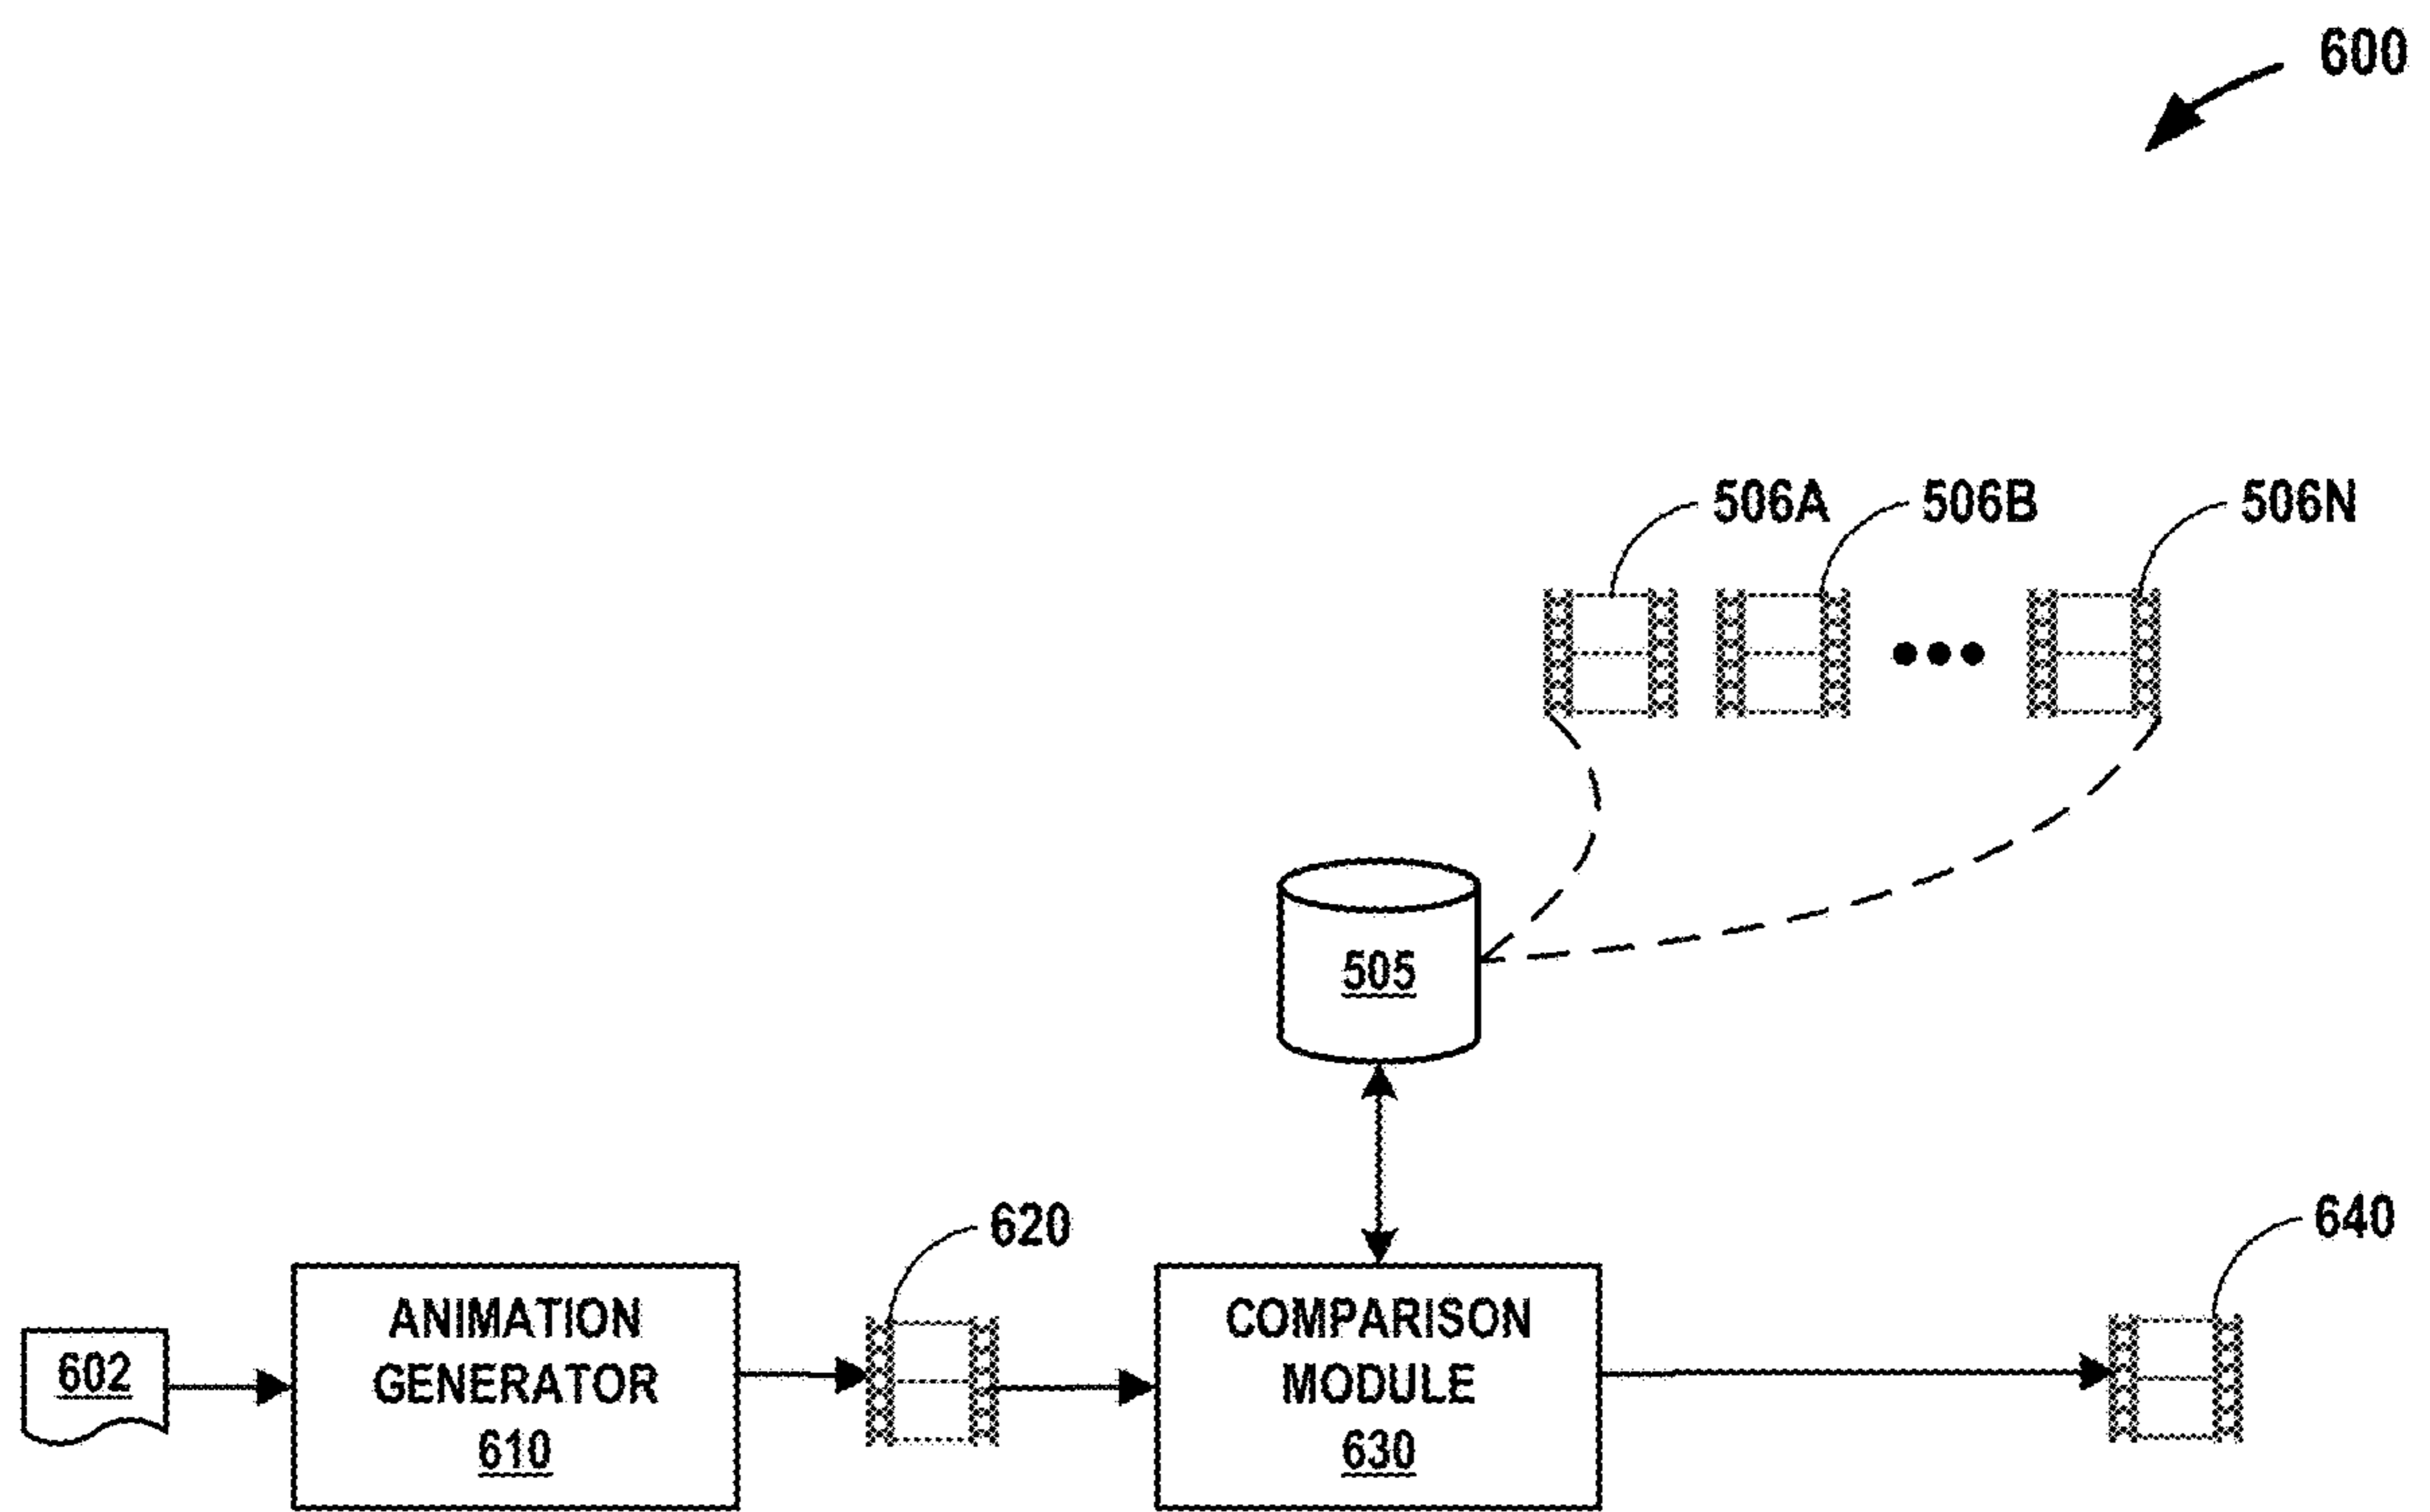 600
506A
506B
506N
505
620
640
602
ANIMATION
GENERATOR
610
COMPARISON
MODULE
630